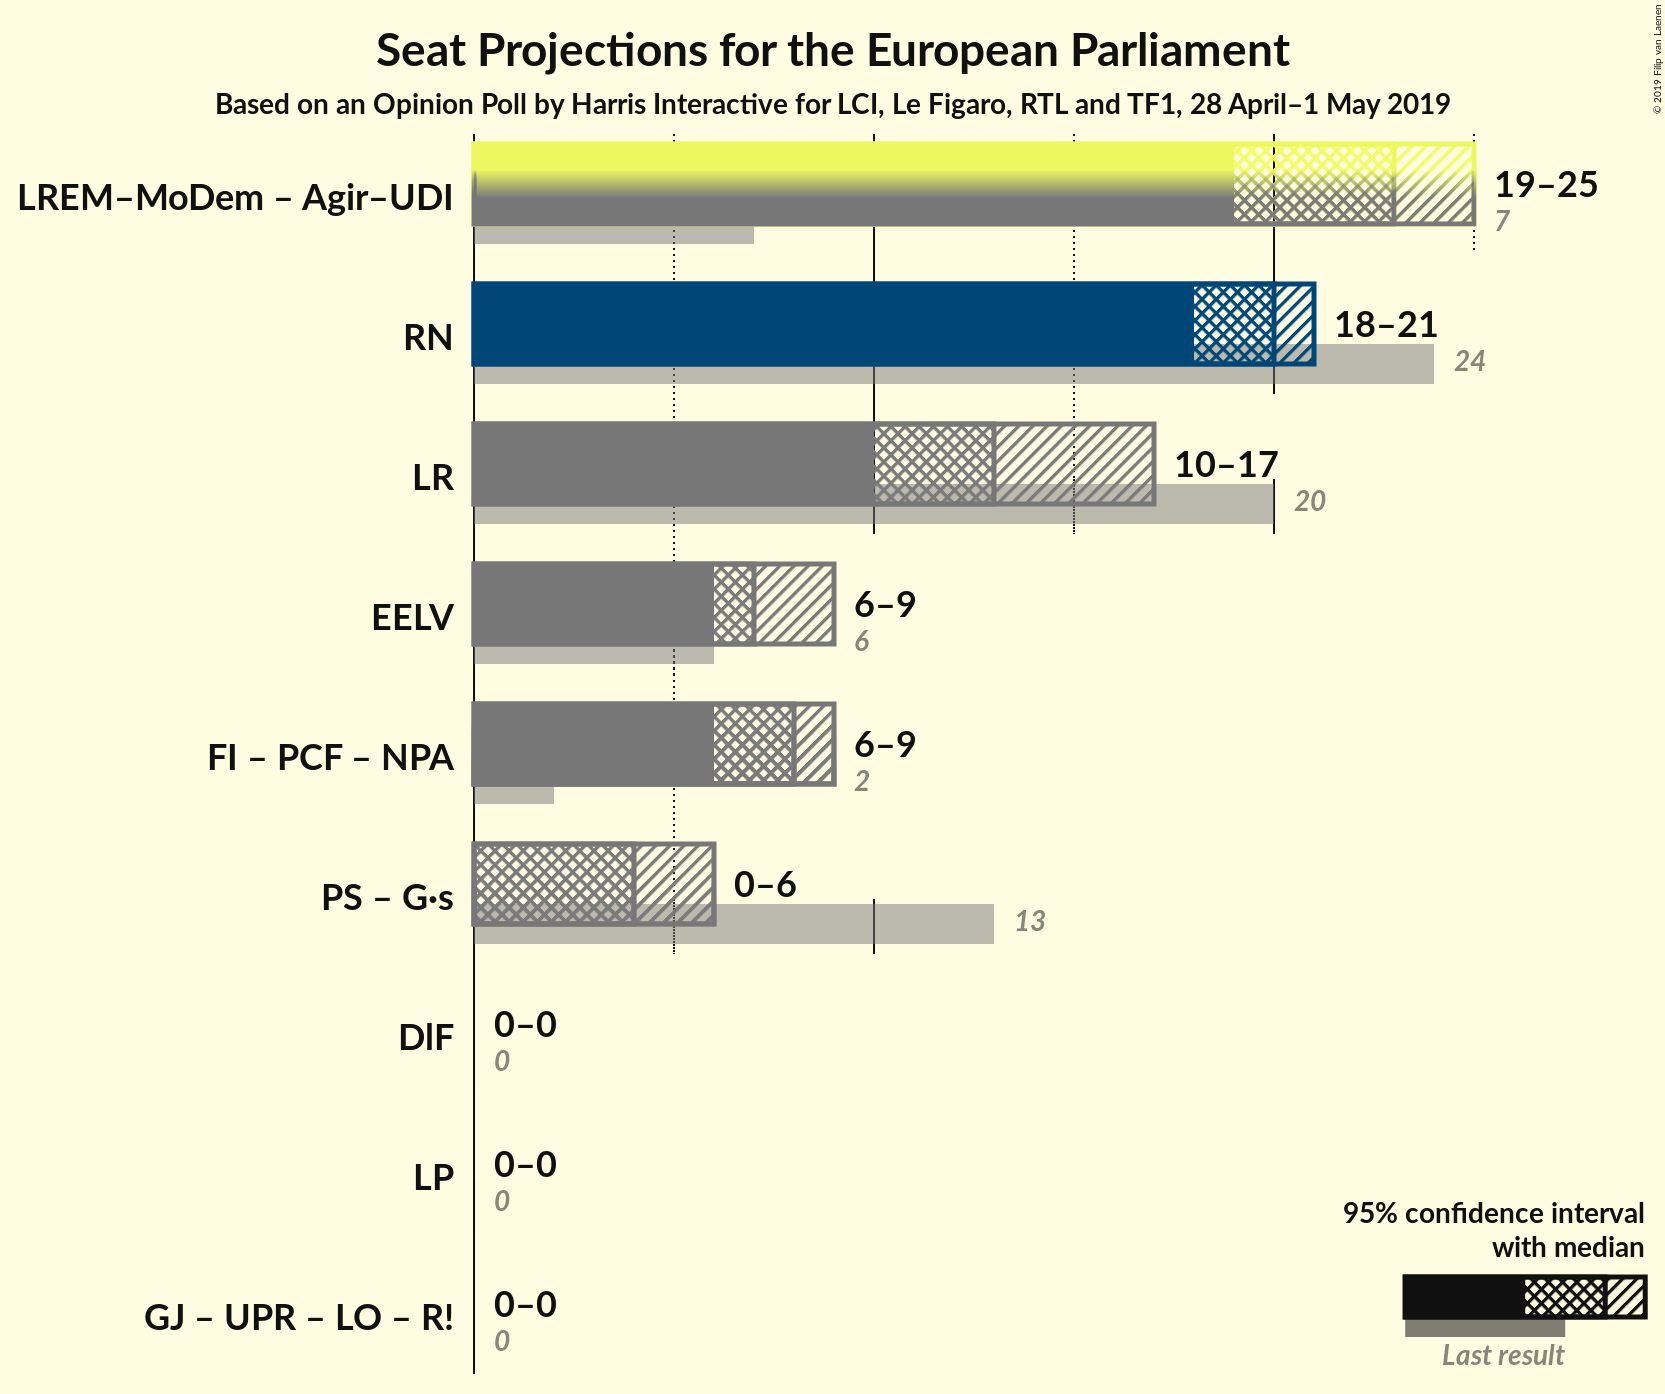 Seat Projections for the European Parliament
Based on an Opinion Poll by Harris Interactive for LCI, Le Figaro, RTL and TF1, 28 April–1 May 2019
© 2019 Filip van Laenen
LREM–MoDem – Agir–UDI
19–25
7
RN
18–21
24
LR
10–17
20
EELV
6–9
6
FI – PCF – NPA
6–9
2
PS – G·s
0–6
13
DlF
0–0
0
LP
0–0
0
GJ – UPR – LO – R!
0–0
0
95% confidence interval
with median
Last result